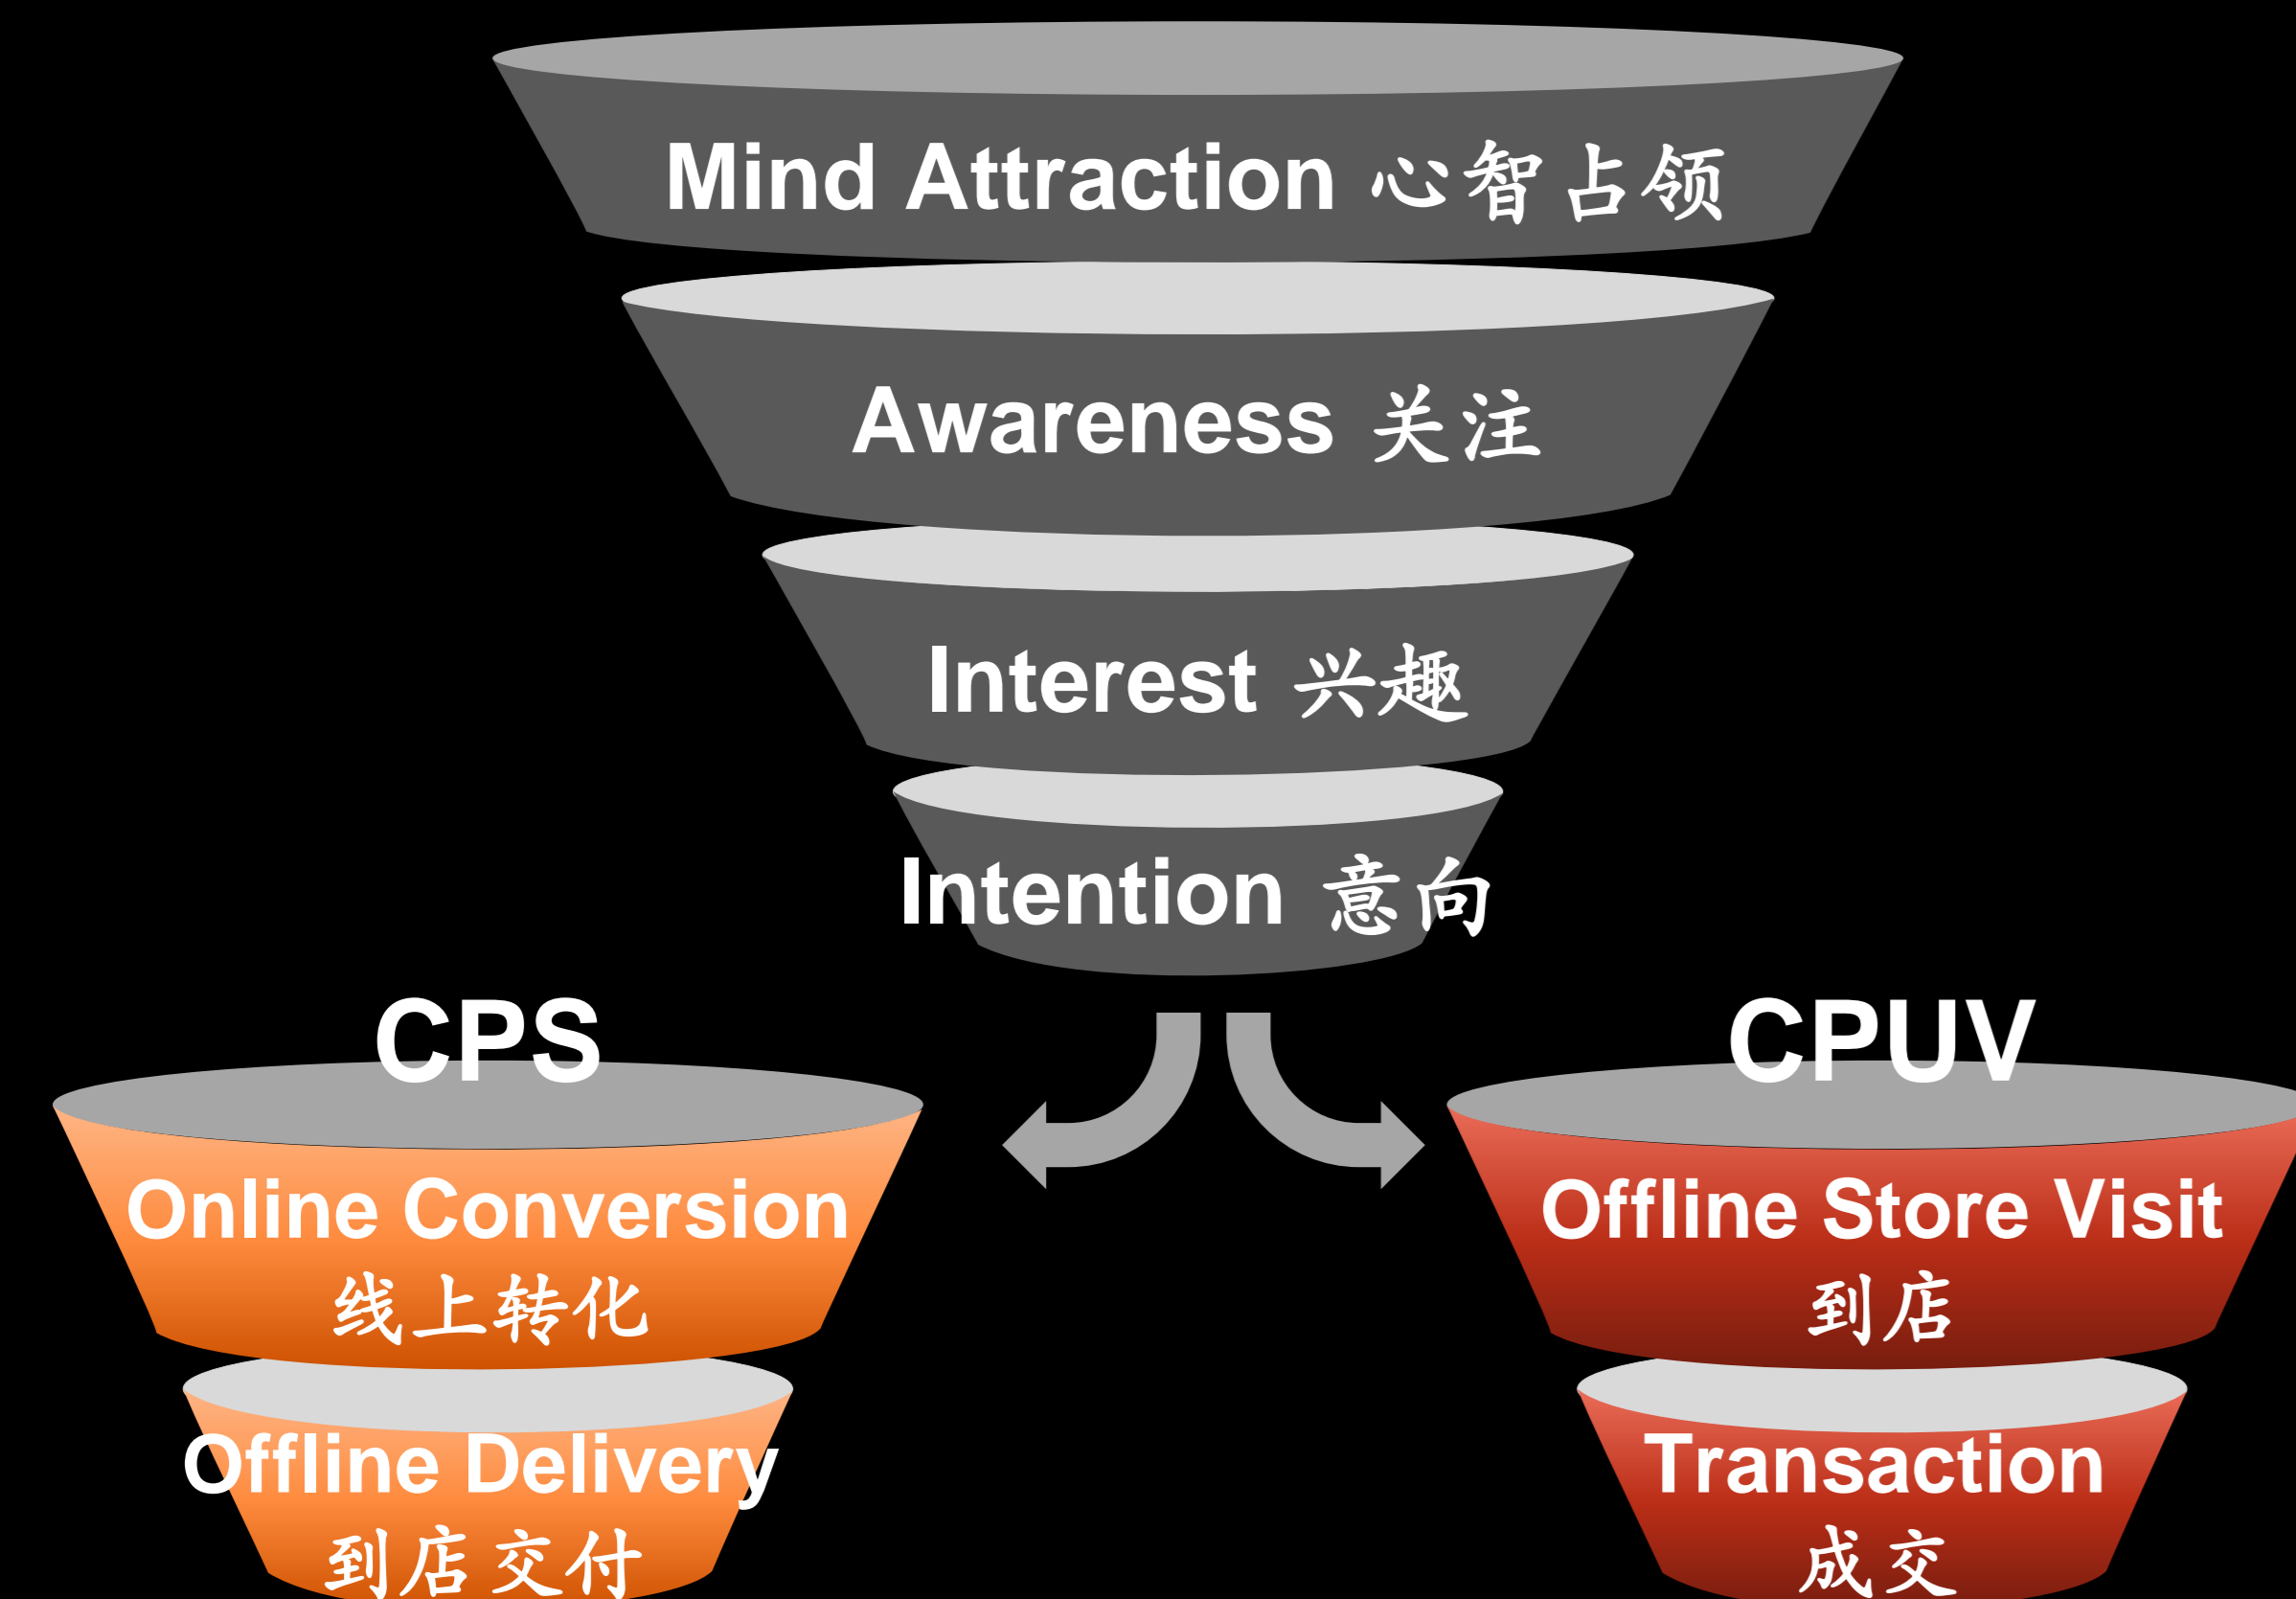 Mind Attraction 心智占领
Awareness 关注
Interest 兴趣
Intention 意向
CPS
Online Conversion
线上转化
Offline Delivery
到店交付
CPUV
Offline Store Visit
到店
Transaction
成交